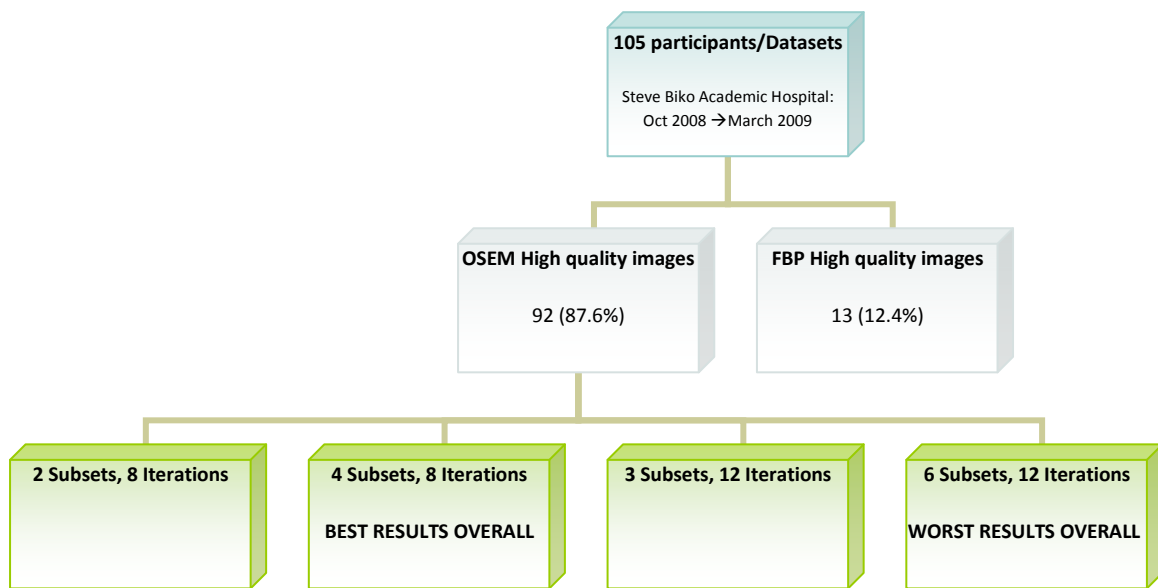 105 participants/Datasets
Steve Biko Academic Hospital:
Oct 2008 →March 2009
OSEM High quality images
92 (87.6%)
FBP High quality images
13 (12.4%)
2 Subsets, 8 Iterations
4 Subsets, 8 Iterations
BEST RESULTS OVERALL
3 Subsets, 12 Iterations
6 Subsets, 12 Iterations
WORST RESULTS OVERALL